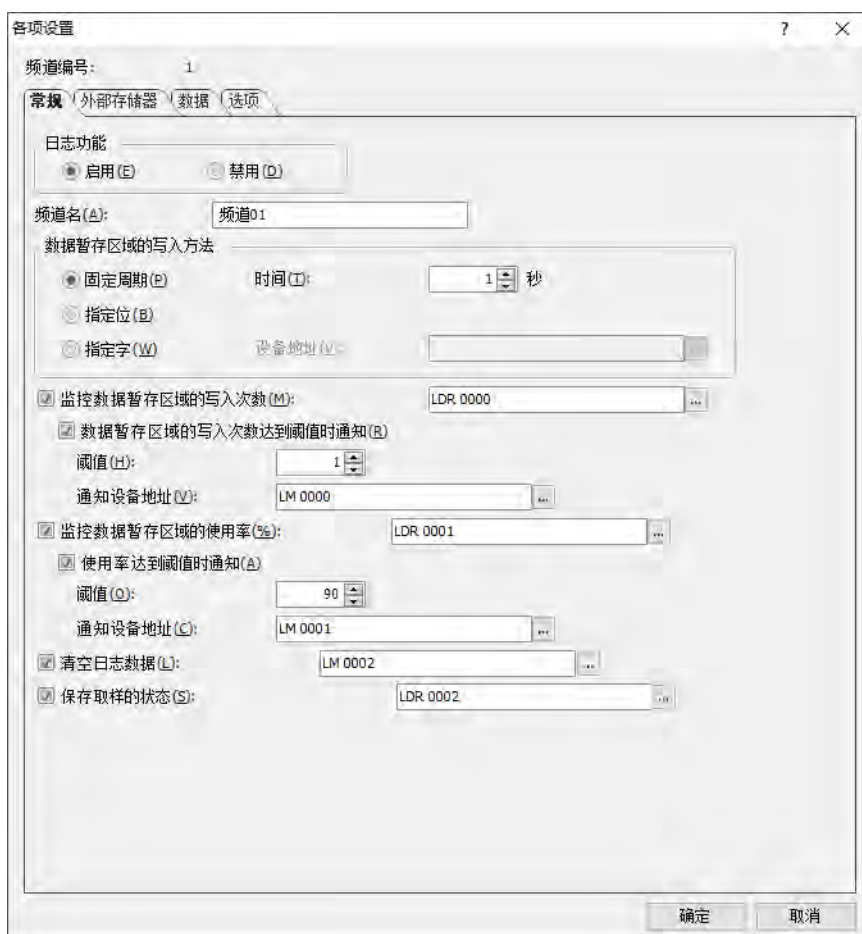 各项设置 ? ×
频道编号: 1
常规 外部存储器 数据 选项
日志功能
启用(E) 禁用(D)
频道名(A): 频道01
数据暂存区域的写入方法
固定周期(P) 时间(T): 1 秒
指定位(B)
指定字(W) 设备地址(V):
监控数据暂存区域的写入次数(M): LDR 0000 ...
数据暂存区域的写入次数达到阈值时通知(R)
阈值(H): 1
通知设备地址(V): LM 0000 ...
监控数据暂存区域的使用率(%): LDR 0001 ...
使用率达到阈值时通知(A)
阈值(O): 90
通知设备地址(C): LM 0001 ...
清空日志数据(L): LM 0002 ...
保存取样的状态(S): LDR 0002 ...
确定 取消